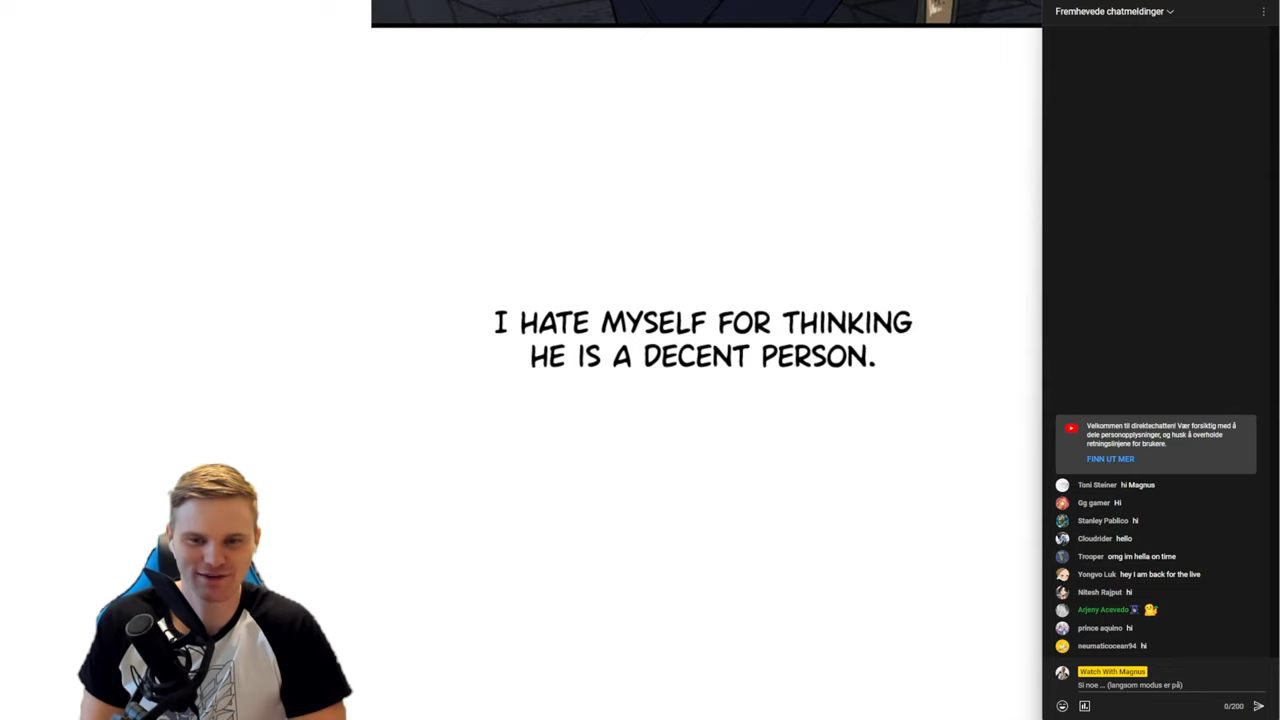 Fremhevede chatmeldinger
I HATE MYSELF FOR THINKING
HE IS A DECENT PERSON.
Velkommen til direktechatten! Vær forsiktig med å
dele personopplysninger, og husk å overholde
retningslinjene for brukere.
FINN UT MER
Toni Steiner hi Magnus
Gg gamer Hi
Stanley Pablico hi
Cloudrider hello
Trooper omg im hella on time
Yongvo Luk hey I am back for the live
Nitesh Rajput hi
Arjeny Acevedo
prince aquino hi
neumaticocean94 hi
Watch With Magnus
Si noe ... (langsom modus er på)
0/200